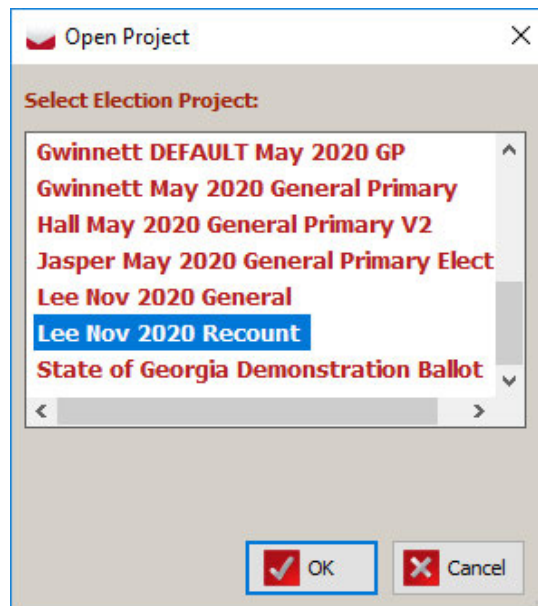 Open Project
Select Election Project:
Gwinnett DEFAULT May 2020 GP
Gwinnett May 2020 General Primary
Hall May 2020 General Primary V2
Jasper May 2020 General Primary Elect
Lee Nov 2020 General
Lee Nov 2020 Recount
State of Georgia Demonstration Ballot
OK
Cancel